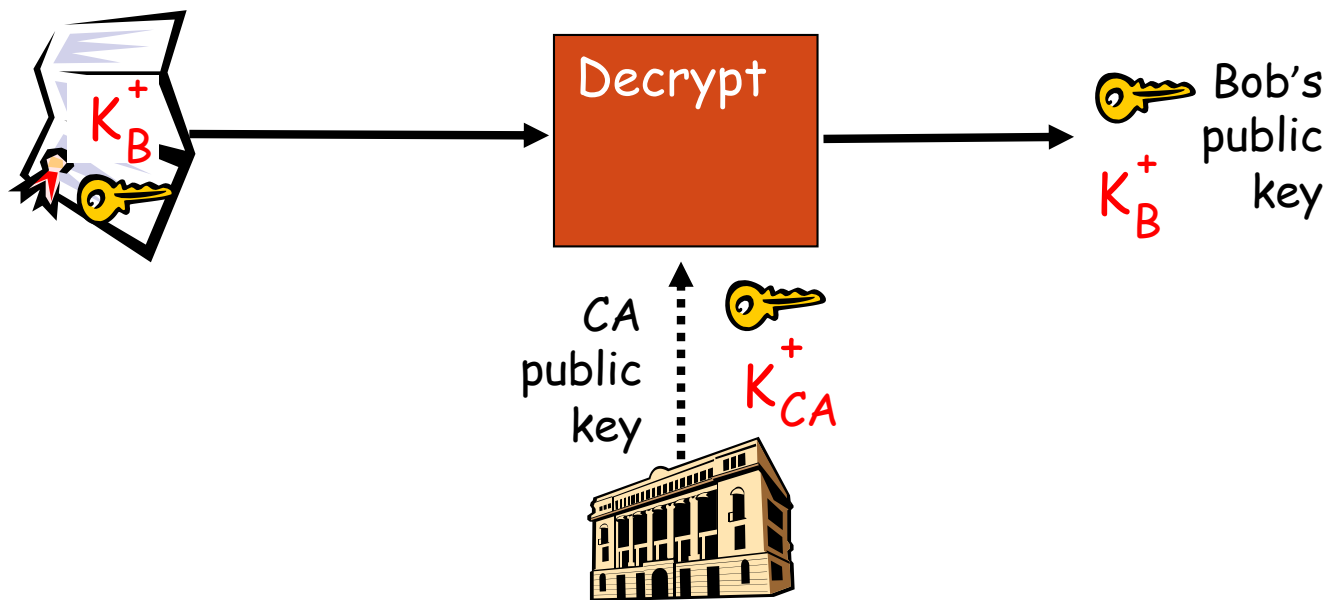 K_B^+
Decrypt
Bob’s
public
key
K_B^+
CA
public
key
K_CA^+